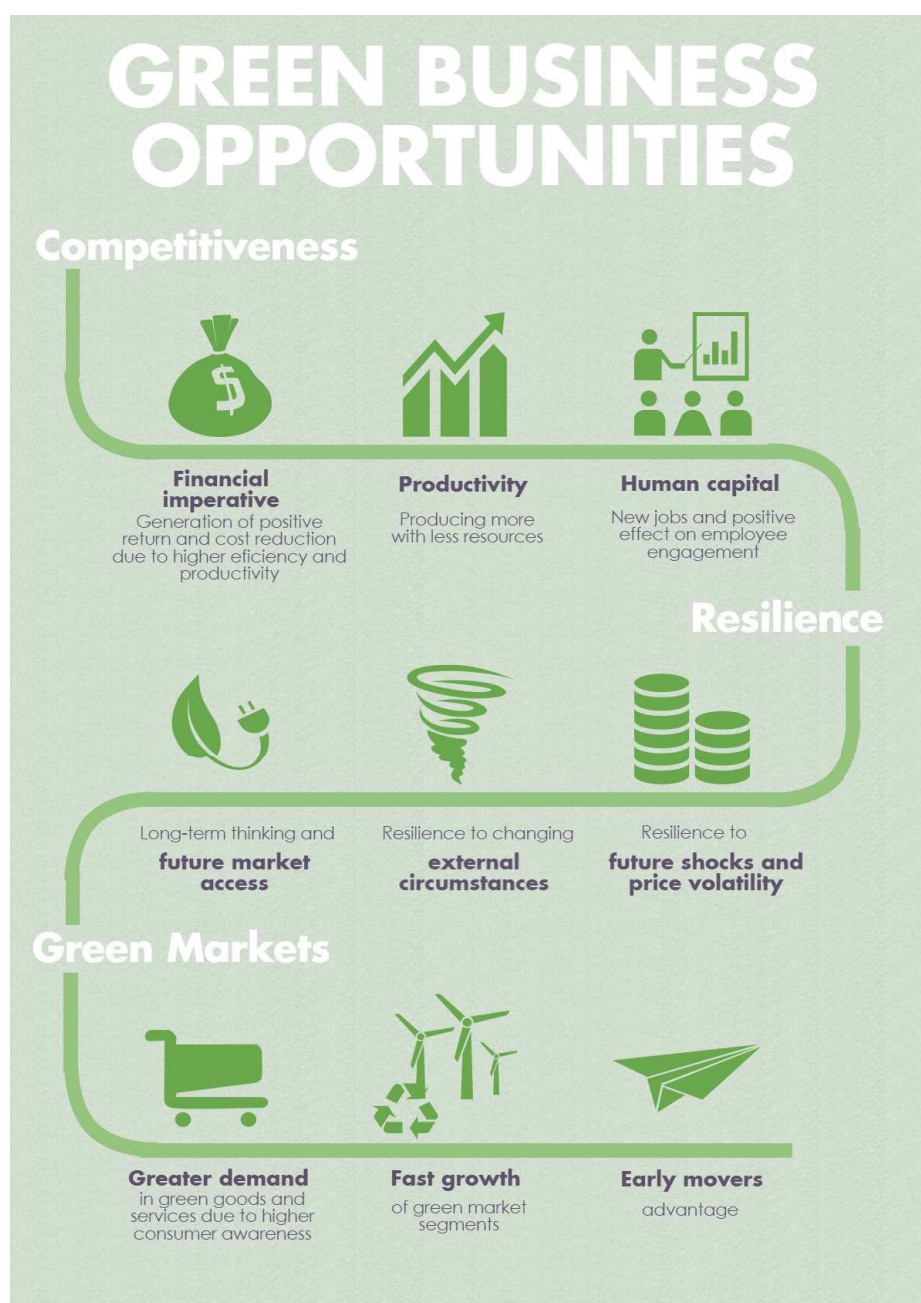 GREEN BUSINESS
OPPORTUNITIES
Competitiveness
Financial
imperative
Generation of positive
return and cost reduction
due to higher eficiency and
productivity
Productivity
Producing more
with less resources
Human capital
New jobs and positive
effect on employee
engagement
Resilience
Long-term thinking and
future market
access
Resilience to changing
external
circumstances
Resilience to
future shocks and
price volatility
Green Markets
Greater demand
in green goods and
services due to higher
consumer awareness
Fast growth
of green market
segments
Early movers
advantage